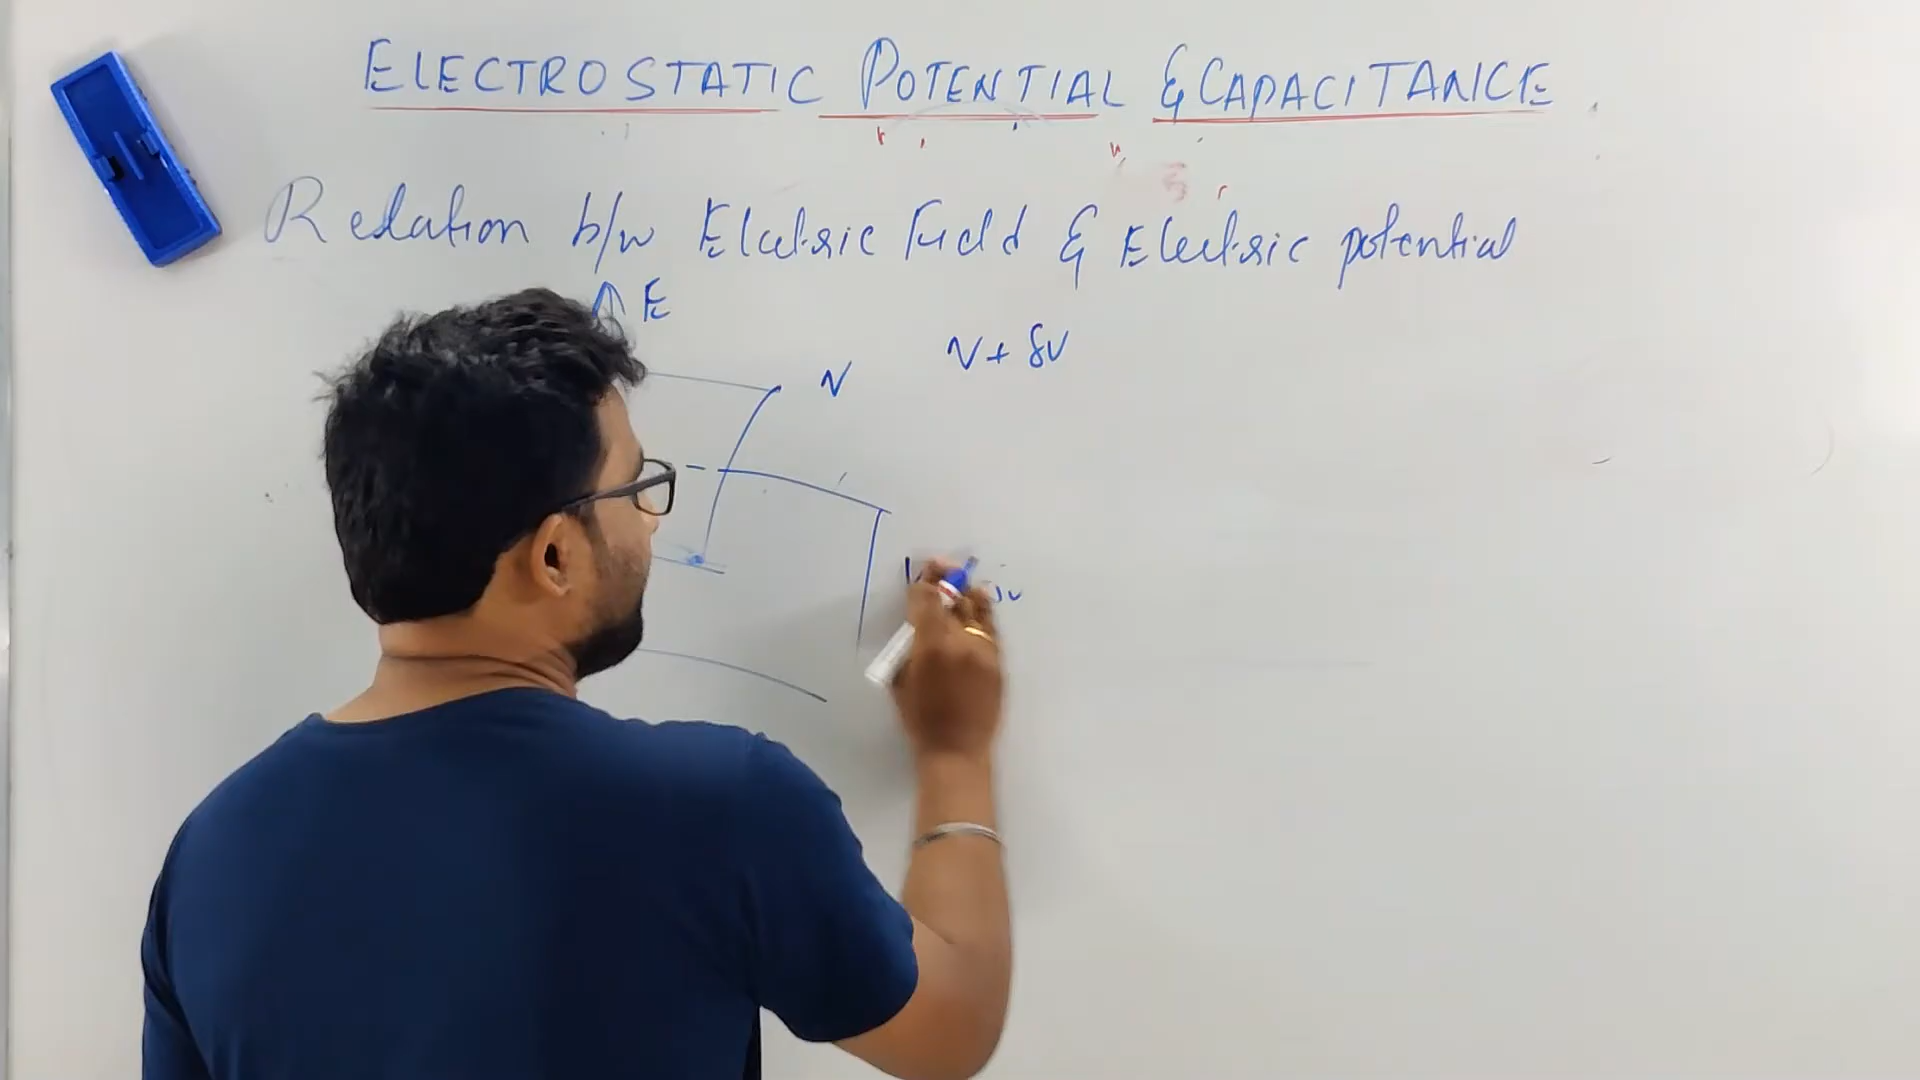 ELECTROSTATIC POTENTIAL & CAPACITANCE
Relation b/w Electric Field & Electric potential
E
V
V + δV